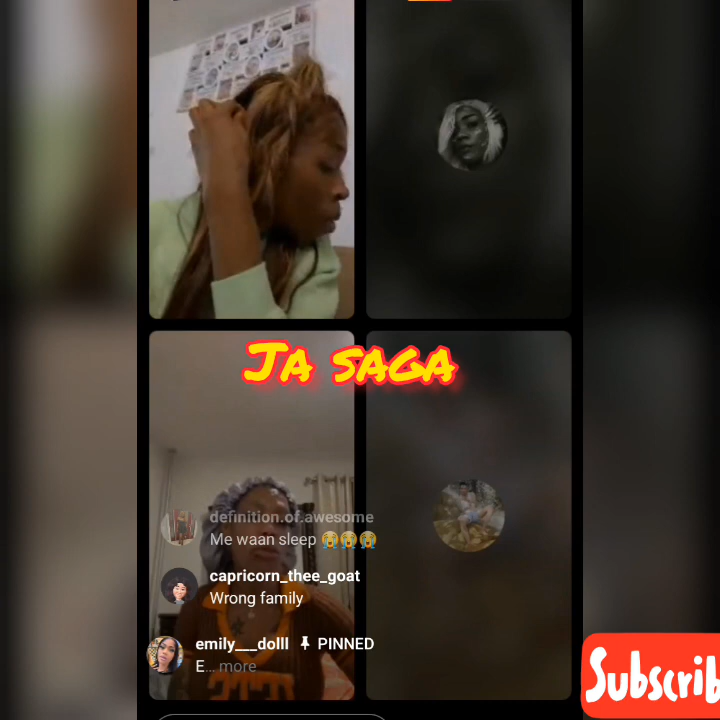 JA SAGA
definition.of.awesome
Me waan sleep 😭😭😭
capricorn_thee_goat
Wrong family
emily___dolll PINNED
E... more
Subscrib